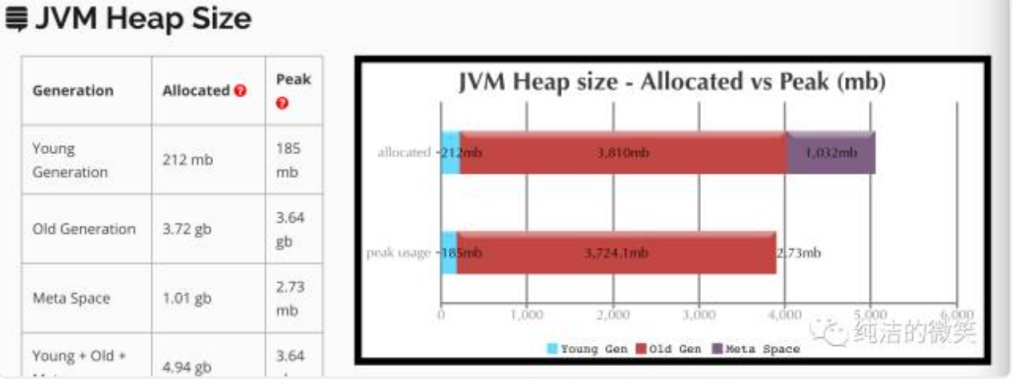 JVM Heap Size
Generation
Allocated ?
Peak
?
Young
Generation
212 mb
185
mb
Old Generation
3.72 gb
3.64
gb
Meta Space
1.01 gb
2.73
mb
Young + Old +
4.94 gb
3.64
JVM Heap size - Allocated vs Peak (mb)
allocated
212mb
3,810mb
1,032mb
peak usage
185mb
3,724.1mb
2.73mb
0
1,000
2,000
3,000
4,000
5,000
6,000
Young Gen
Old Gen
Meta Space
纯洁的微笑